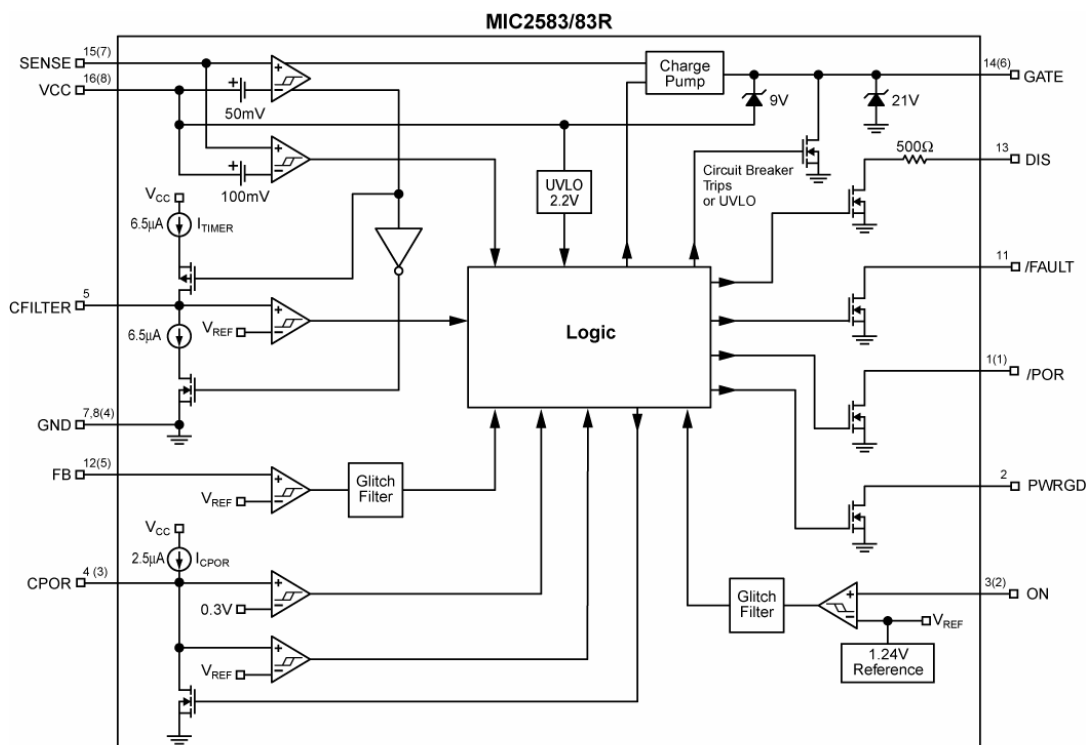 MIC2583/83R
SENSE
15(7)
16(8)
VCC
+
50mV
+
−
Charge
Pump
14(6)
GATE
9V
21V
+
100mV
+
−
UVLO
2.2V
Circuit Breaker
Trips
or UVLO
500Ω
13
DIS
VCC
6.5µA
ITIMER
11
/FAULT
CFILTER
5
6.5µA
VREF
+
−
Logic
1(1)
/POR
GND
7,8(4)
FB
12(5)
VREF
+
−
Glitch
Filter
2
PWRGD
VCC
2.5µA
ICPOR
CPOR
4 (3)
0.3V
+
−
Glitch
Filter
+
−
3(2)
ON
VREF
1.24V
Reference
VREF
+
−